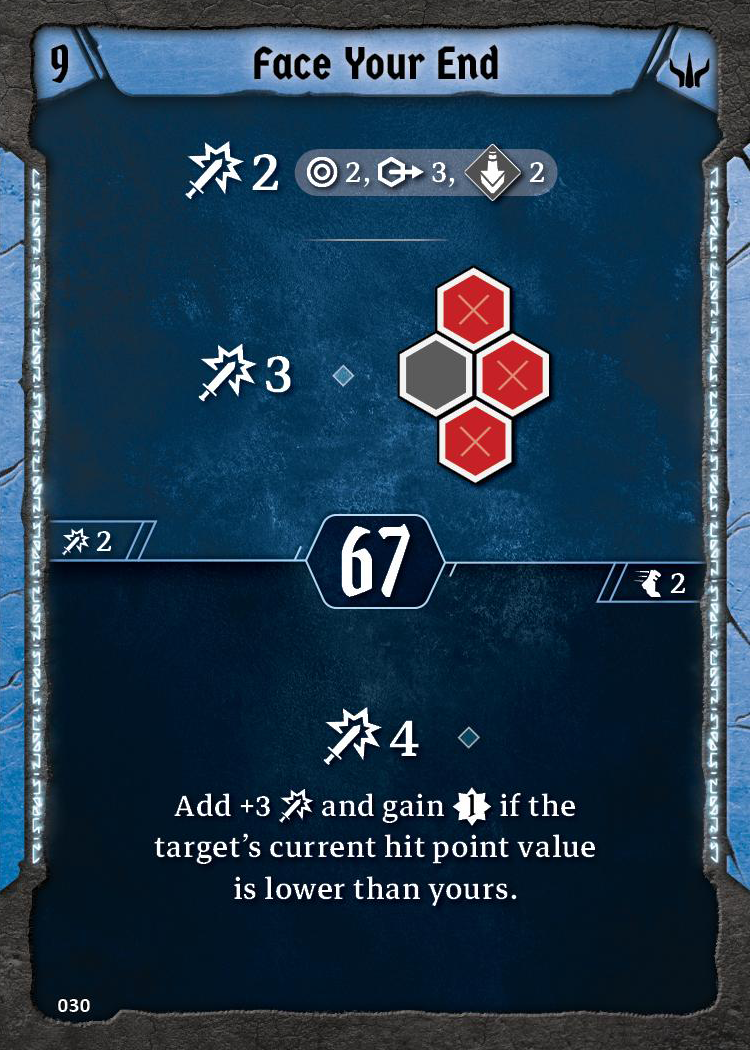 9
Face Your End
2 2, 3, 2
3
2
67
2
4
Add +3 and gain 1 if the
target's current hit point value
is lower than yours.
030